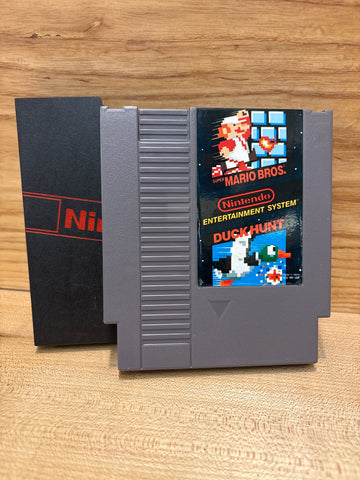 Nin
SUPER
MARIO BROS.
Nintendo
ENTERTAINMENT SYSTEM
DUCK HUNT